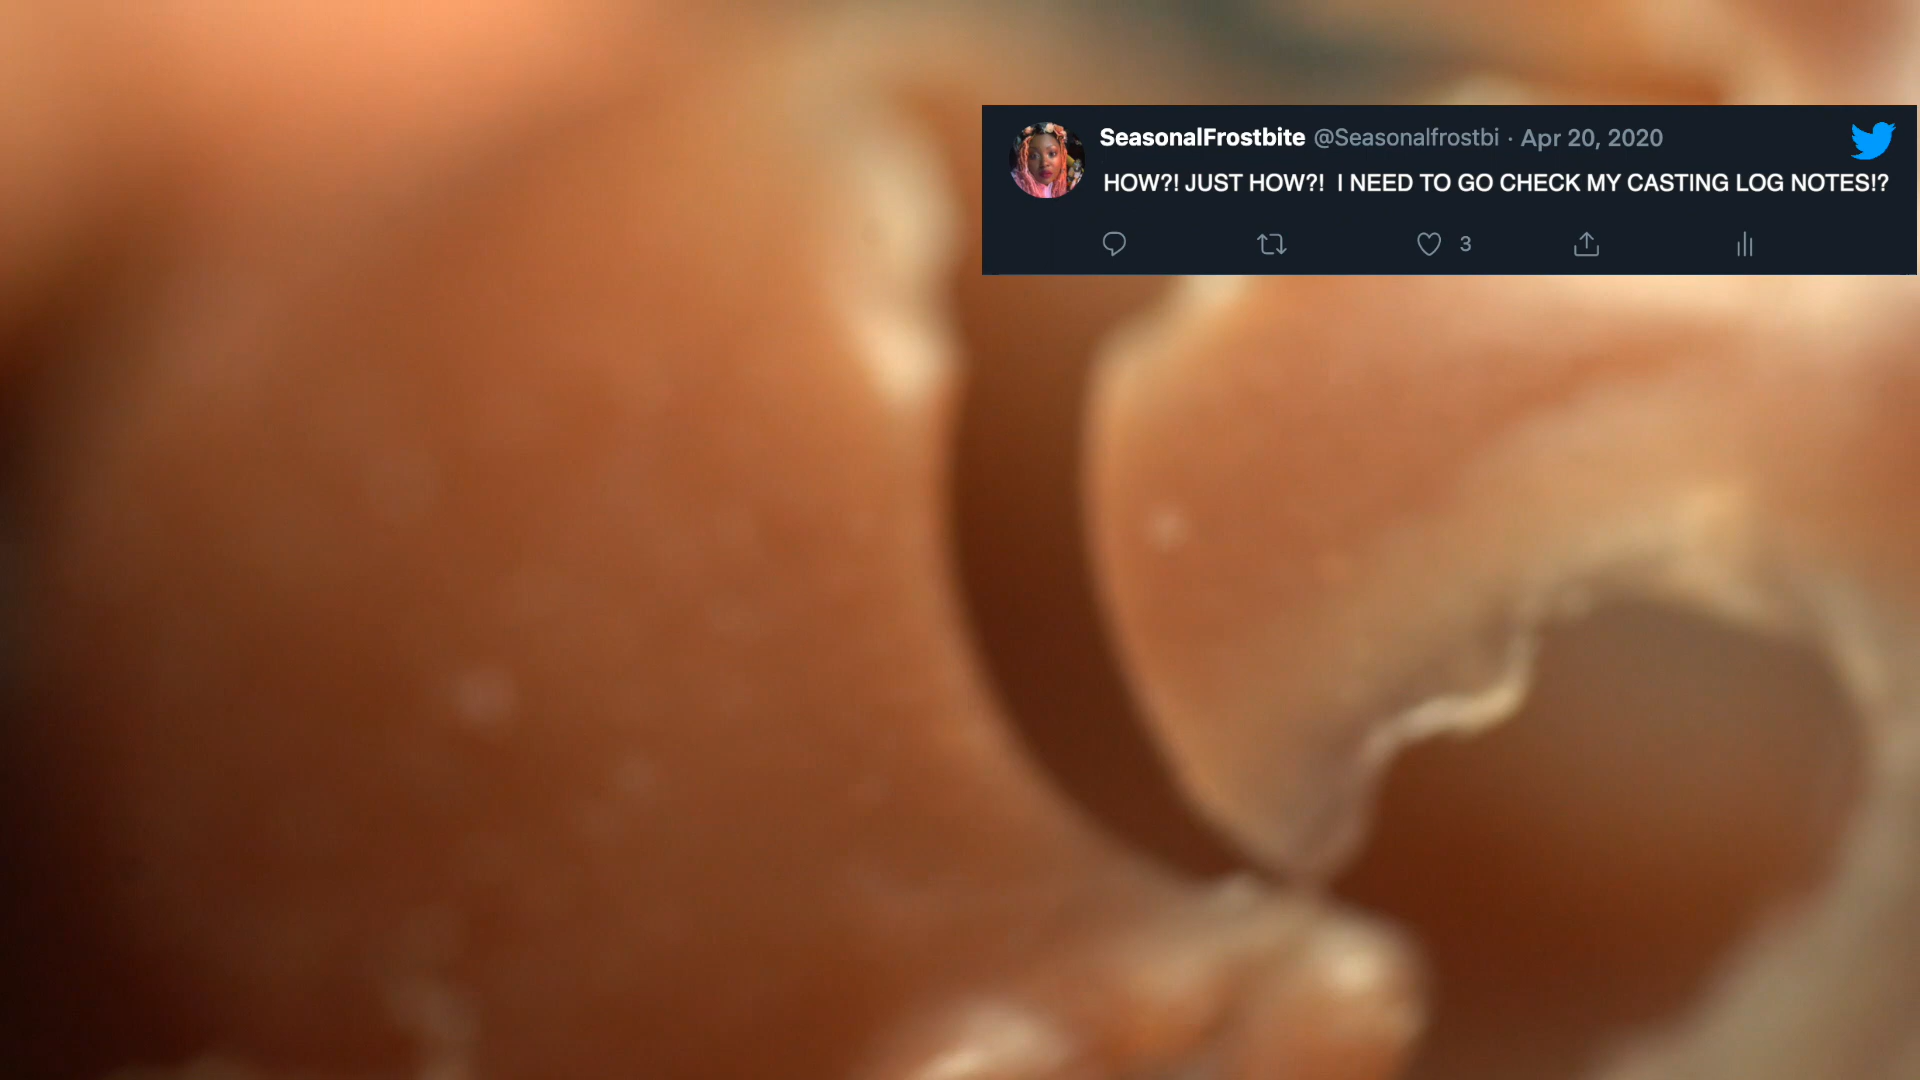 SeasonalFrostbite @Seasonalfrostbi · Apr 20, 2020
HOW?! JUST HOW?!  I NEED TO GO CHECK MY CASTING LOG NOTES!?
3